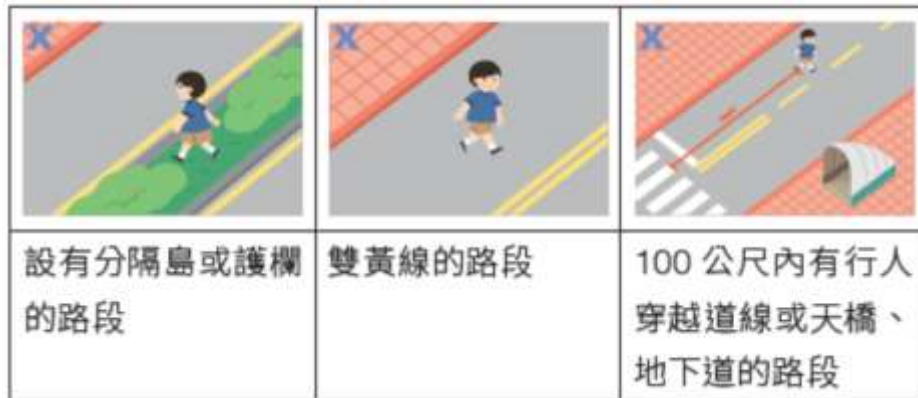 X
X
X
設有分隔島或護欄
的路段
雙黃線的路段
100 公尺內有行人
穿越道線或天橋、
地下道的路段